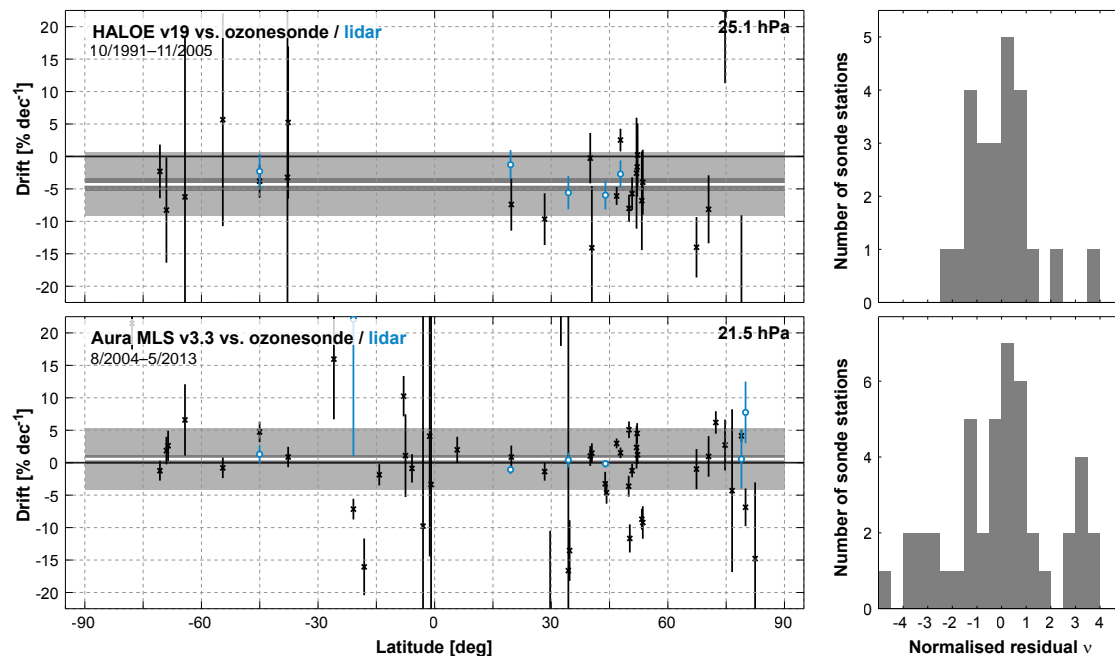 HALOE v19 vs. ozonesonde / lidar
10/1991–11/2005
25.1 hPa
Drift [% dec-1]
20
15
10
5
0
-5
-10
-15
-20
Number of sonde stations
5
4
3
2
1
0
Aura MLS v3.3 vs. ozonesonde / lidar
8/2004–5/2013
21.5 hPa
Drift [% dec-1]
20
15
10
5
0
-5
-10
-15
-20
-90 -60 -30 0 30 60 90
Latitude [deg]
Number of sonde stations
6
4
2
0
-4 -3 -2 -1 0 1 2 3 4
Normalised residual ν